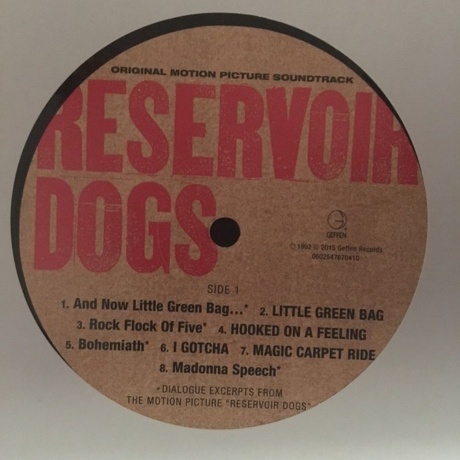 ORIGINAL MOTION PICTURE SOUNDTRACK
RESERVOIR
DOGS
GEFFEN
SIDE 1
1. And Now Little Green Bag...* 2. LITTLE GREEN BAG
3. Rock Flock Of Five* 4. HOOKED ON A FEELING
5. Bohemiath* 6. I GOTCHA 7. MAGIC CARPET RIDE
8. Madonna Speech*
*DIALOGUE EXCERPTS FROM
THE MOTION PICTURE "RESERVOIR DOGS"